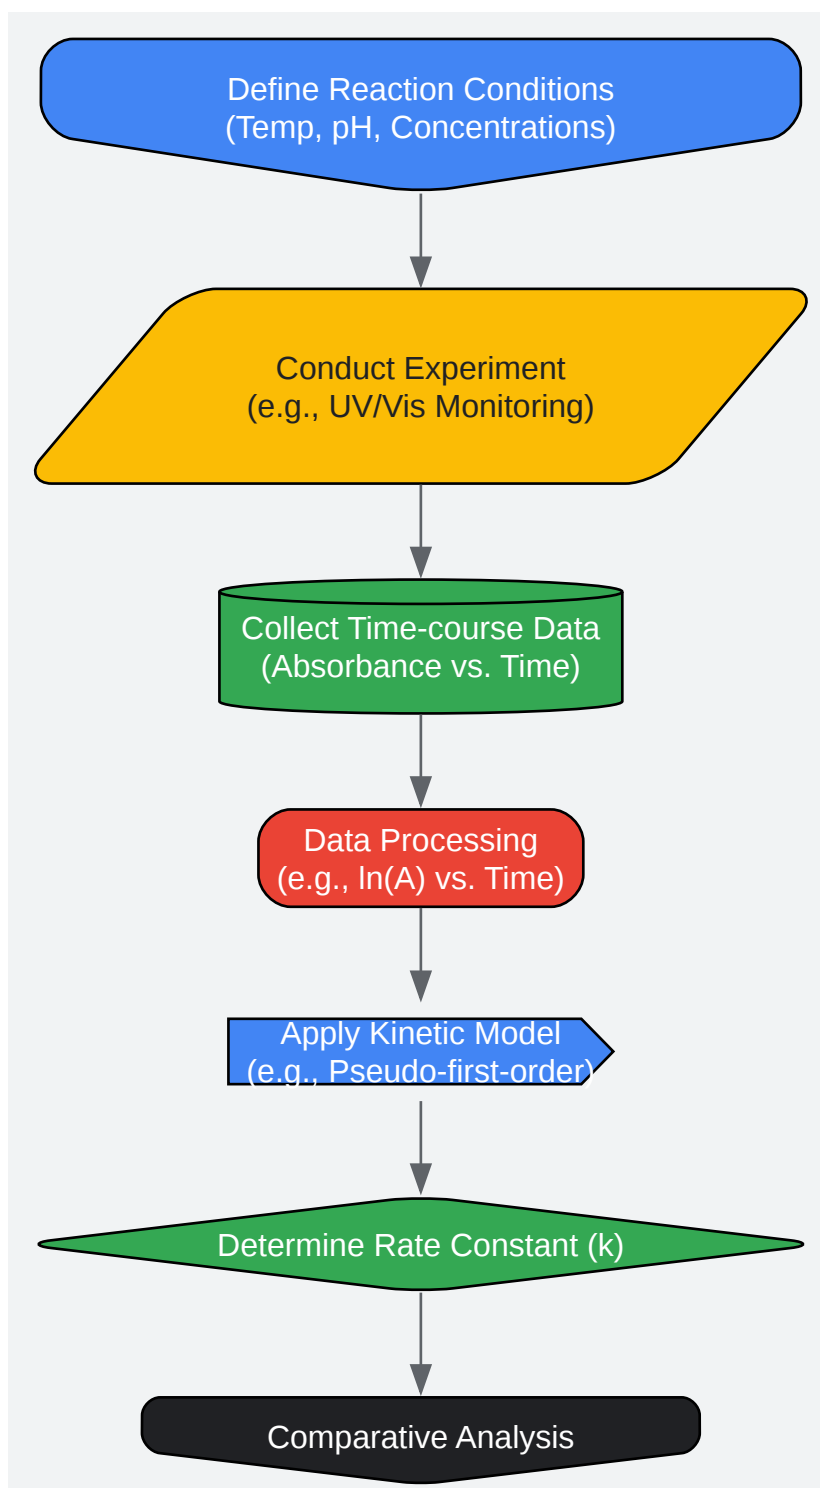 Define Reaction Conditions
(Temp, pH, Concentrations)
Conduct Experiment
(e.g., UV/Vis Monitoring)
Collect Time-course Data
(Absorbance vs. Time)
Data Processing
(e.g., ln(A) vs. Time)
Apply Kinetic Model
(e.g., Pseudo-first-order)
Determine Rate Constant (k)
Comparative Analysis